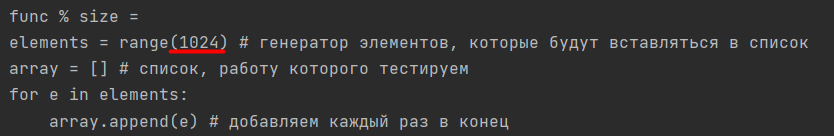 func % size =
elements = range(1024) # генератор элементов, которые будут вставляться в список
array = [] # список, работу которого тестируем
for e in elements:
    array.append(e) # добавляем каждый раз в конец